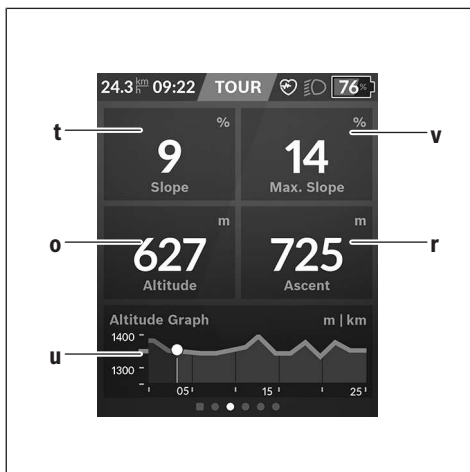 24.3 km/h 09:22 TOUR 76%
t
% %
v
9 14
Slope Max. Slope
m m
o
r
627 725
Altitude Ascent
Altitude Graph m | km
1400
u
1300
05 15 25